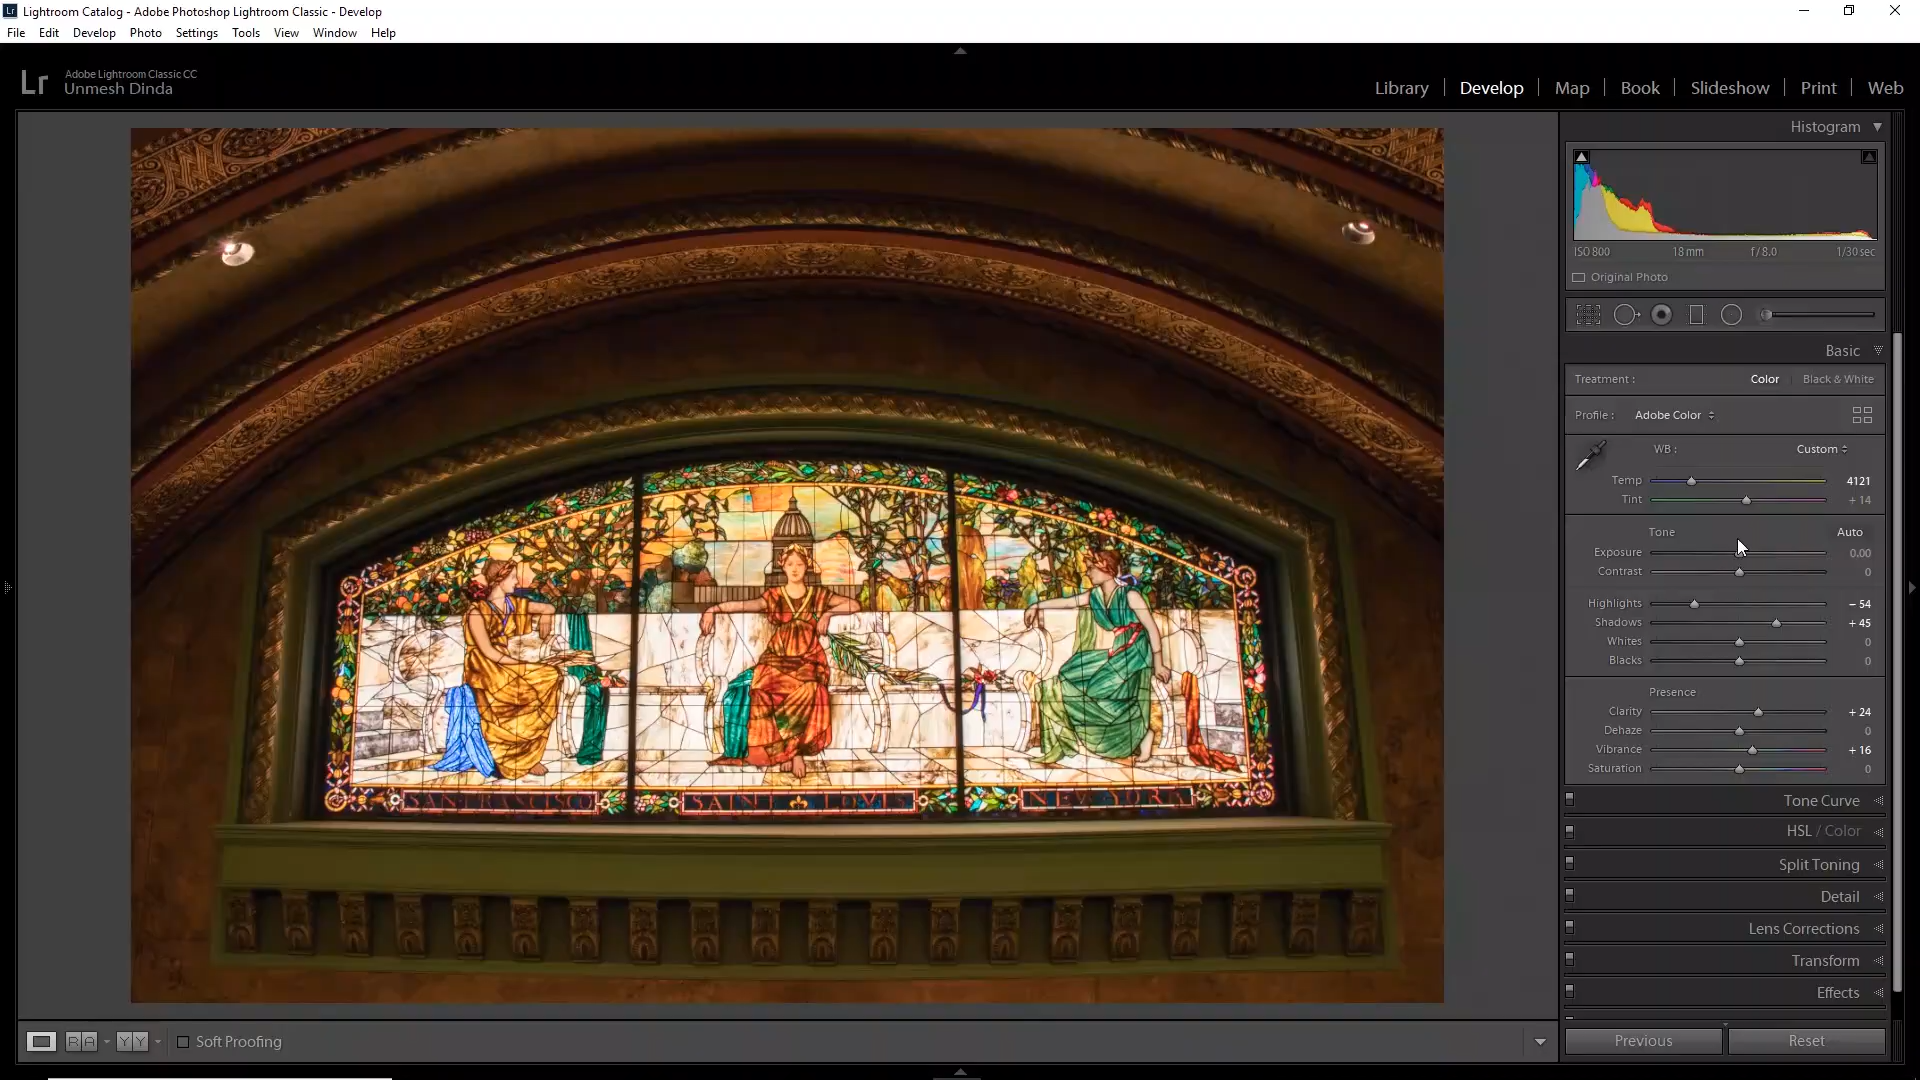 Lr Lightroom Catalog - Adobe Photoshop Lightroom Classic - Develop
File Edit Develop Photo Settings Tools View Window Help
Lr Adobe Lightroom Classic CC
Unmesh Dinda
Library Develop Map Book Slideshow Print Web
Histogram
ISO 800 18 mm f / 8.0 1/30 sec
Original Photo
Basic
Treatment : Color Black & White
Profile : Adobe Color
WB : Custom
Temp 4121
Tint + 14
Tone Auto
Exposure 0.00
Contrast 0
Highlights - 54
Shadows + 45
Whites 0
Blacks 0
Presence
Clarity + 24
Dehaze 0
Vibrance + 16
Saturation 0
Tone Curve
HSL / Color
Split Toning
Detail
Lens Corrections
Transform
Effects
SAN FRANCISCO SAINT LOUIS NEW YORK
R A Y Y Soft Proofing
Previous Reset